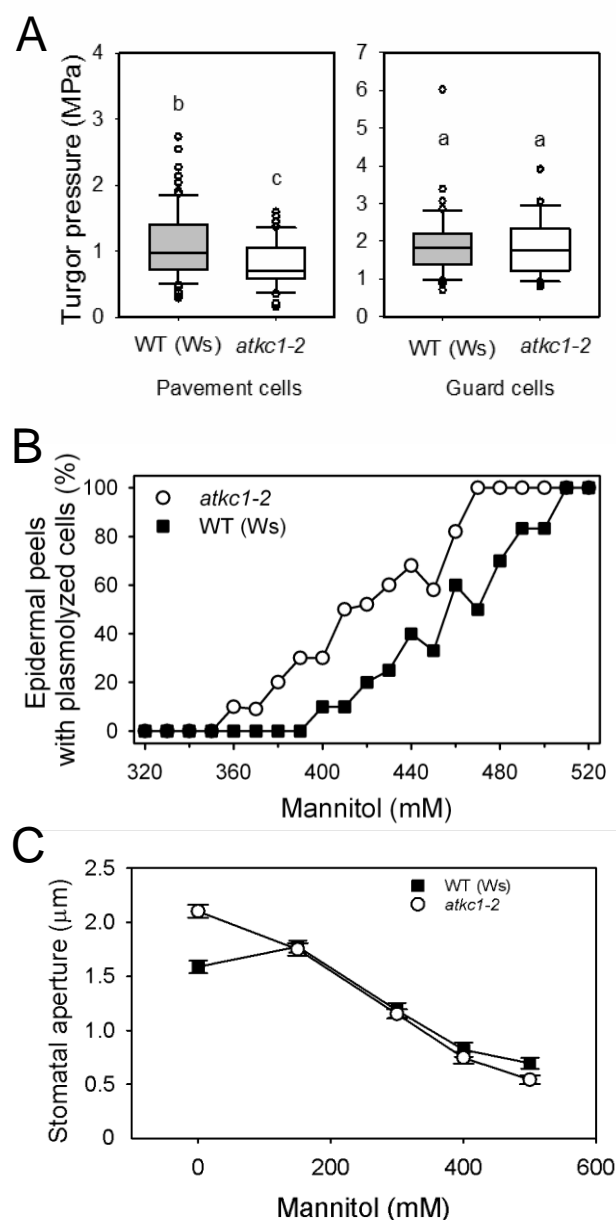 A
Turgor pressure (MPa)
4
3
2
1
0
b
c
WT (Ws)
atkc1-2
Pavement cells
7
6
5
4
3
2
1
0
a
a
WT (Ws)
atkc1-2
Guard cells
B
Epidermal peels
with plasmolyzed cells (%)
100
80
60
40
20
0
atkc1-2
WT (Ws)
320
360
400
440
480
520
Mannitol (mM)
C
Stomatal aperture (µm)
2.5
2.0
1.5
1.0
0.5
0
WT (Ws)
atkc1-2
0
200
400
600
Mannitol (mM)